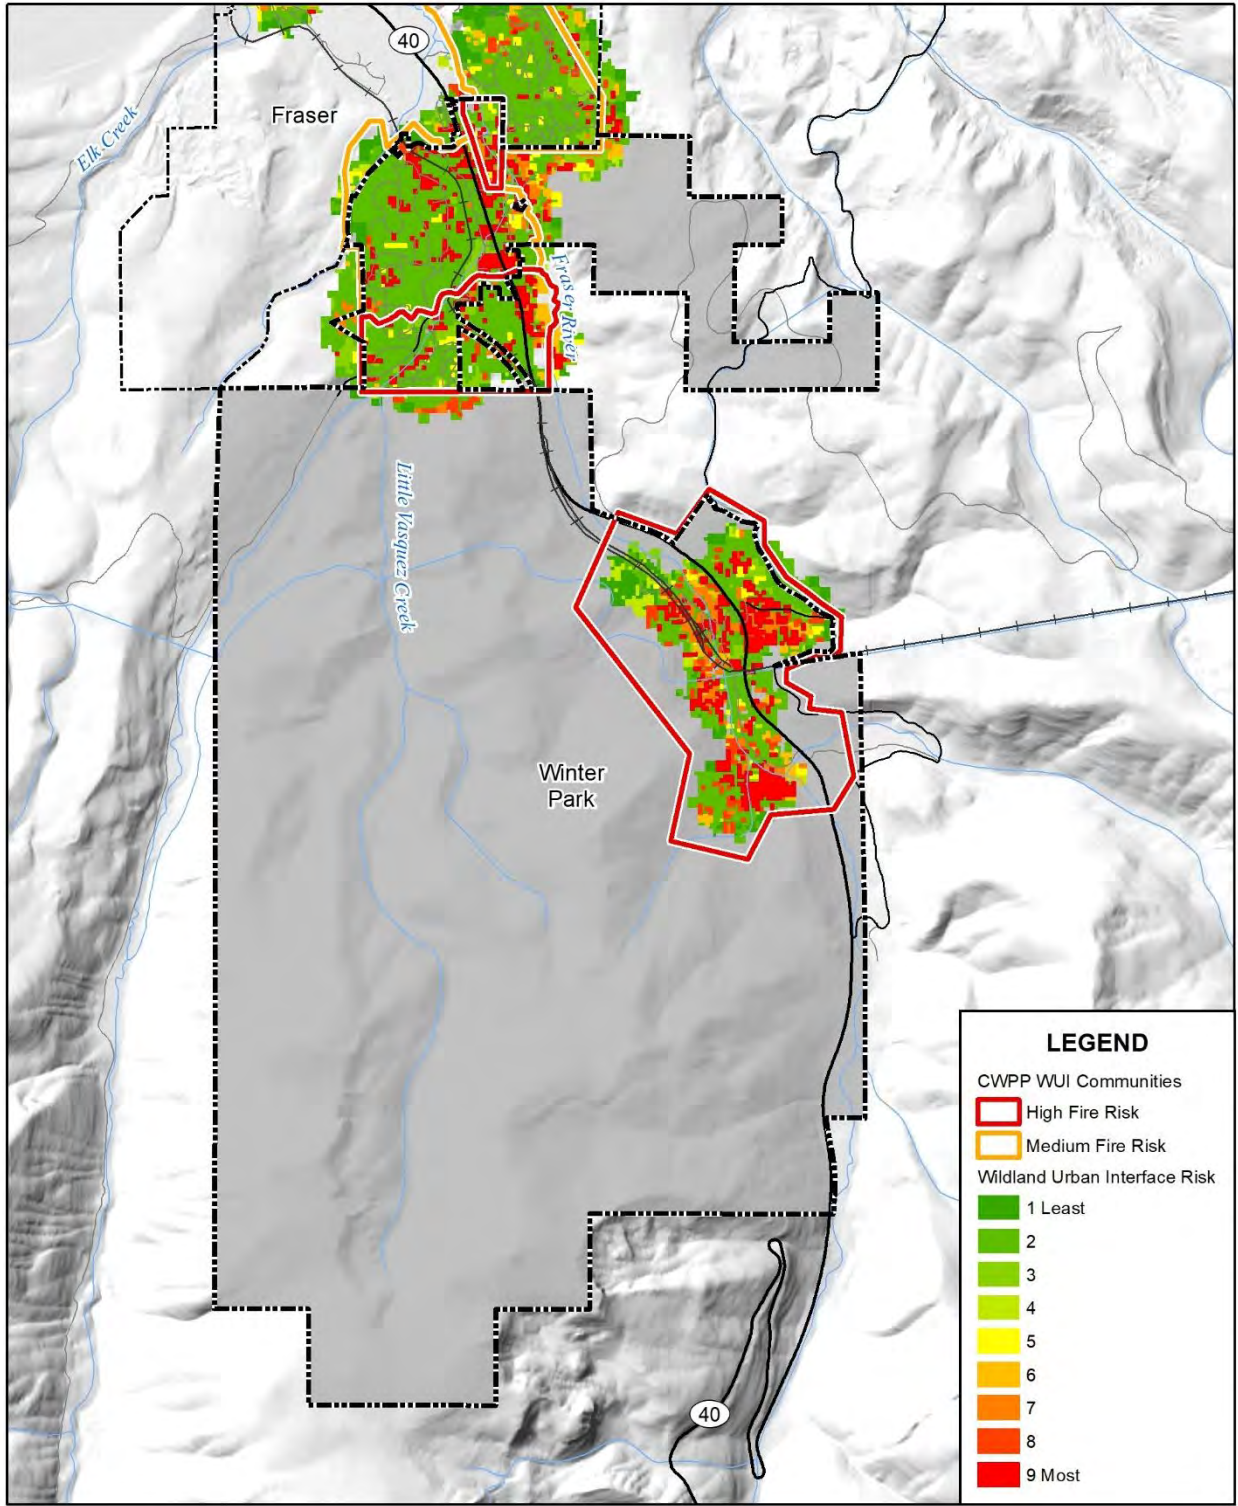 40
Fraser
Elk Creek
Fraser River
Little Vasquez Creek
Winter
Park
40
LEGEND
CWPP WUI Communities
High Fire Risk
Medium Fire Risk
Wildland Urban Interface Risk
1 Least
2
3
4
5
6
7
8
9 Most